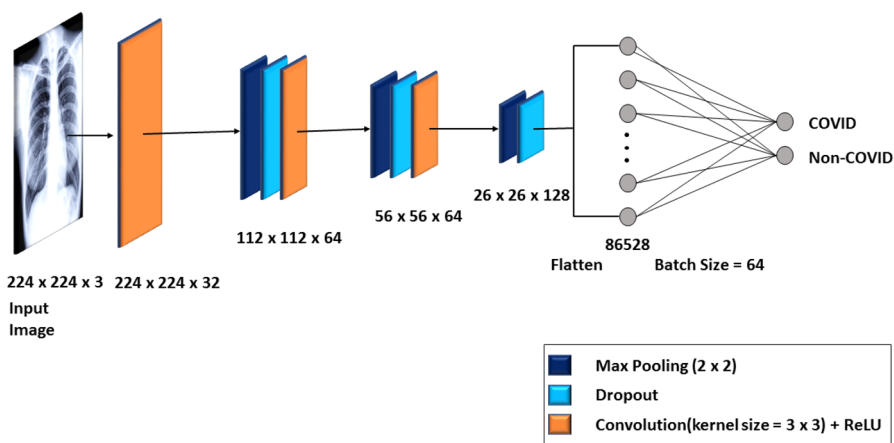 COVID
Non-COVID
26 x 26 x 128
56 x 56 x 64
112 x 112 x 64
86528
Flatten
Batch Size = 64
224 x 224 x 3
224 x 224 x 32
Input
Image
Max Pooling (2 x 2)
Dropout
Convolution(kernel size = 3 x 3) + ReLU